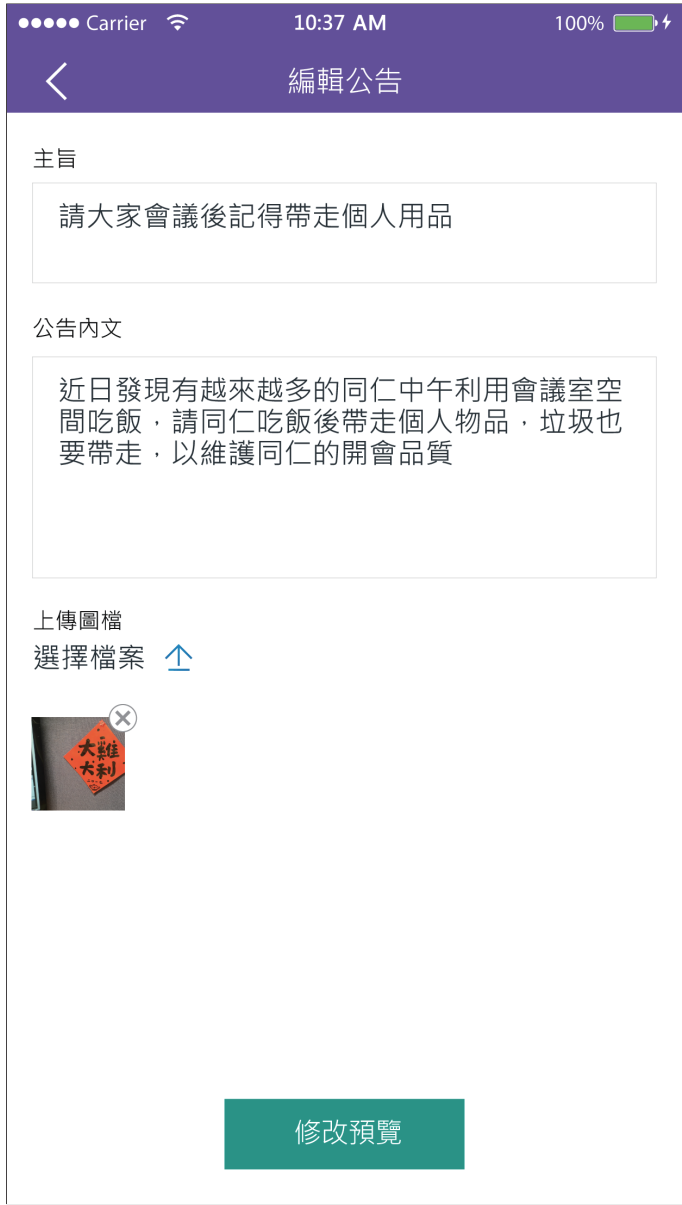 Carrier 10:37 AM 100%
編輯公告
主旨
請大家會議後記得帶走個人用品
公告內文
近日發現有越來越多的同仁中午利用會議室空
間吃飯，請同仁吃飯後帶走個人物品，垃圾也
要帶走，以維護同仁的開會品質
上傳圖檔
選擇檔案
大雞
大利
修改預覽